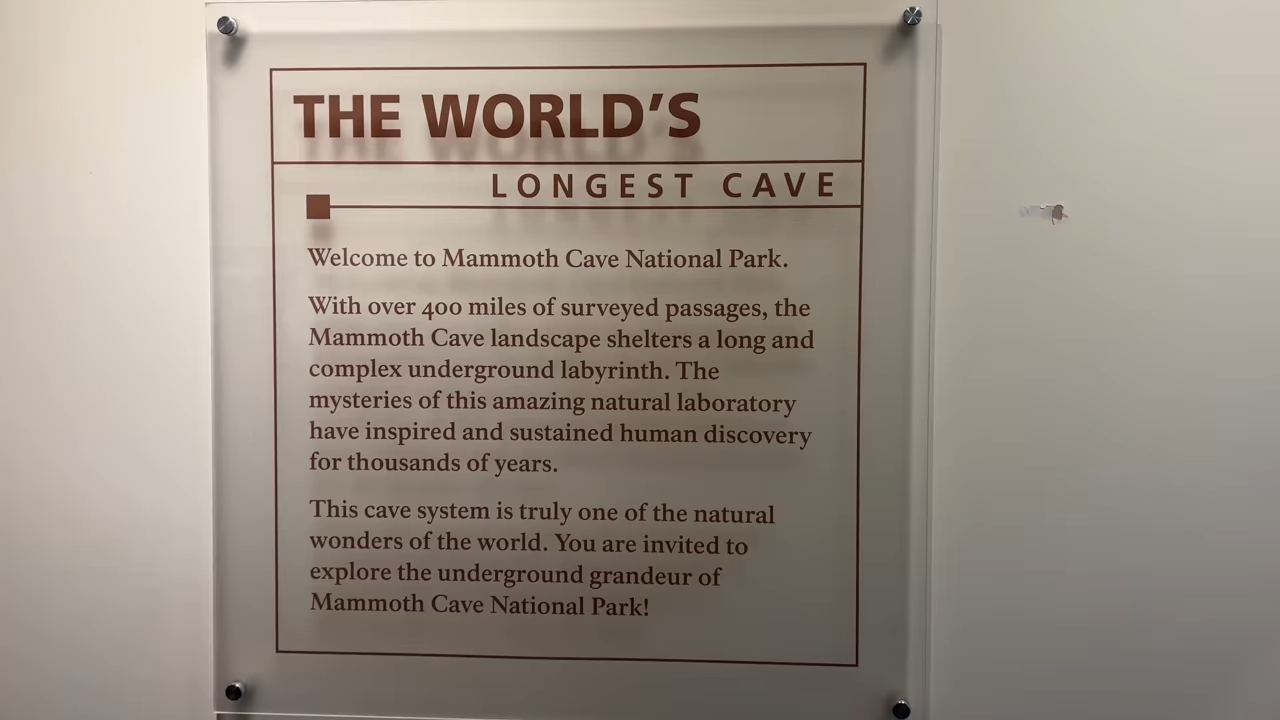 THE WORLD'S
LONGEST CAVE
Welcome to Mammoth Cave National Park.
With over 400 miles of surveyed passages, the
Mammoth Cave landscape shelters a long and
complex underground labyrinth. The
mysteries of this amazing natural laboratory
have inspired and sustained human discovery
for thousands of years.
This cave system is truly one of the natural
wonders of the world. You are invited to
explore the underground grandeur of
Mammoth Cave National Park!